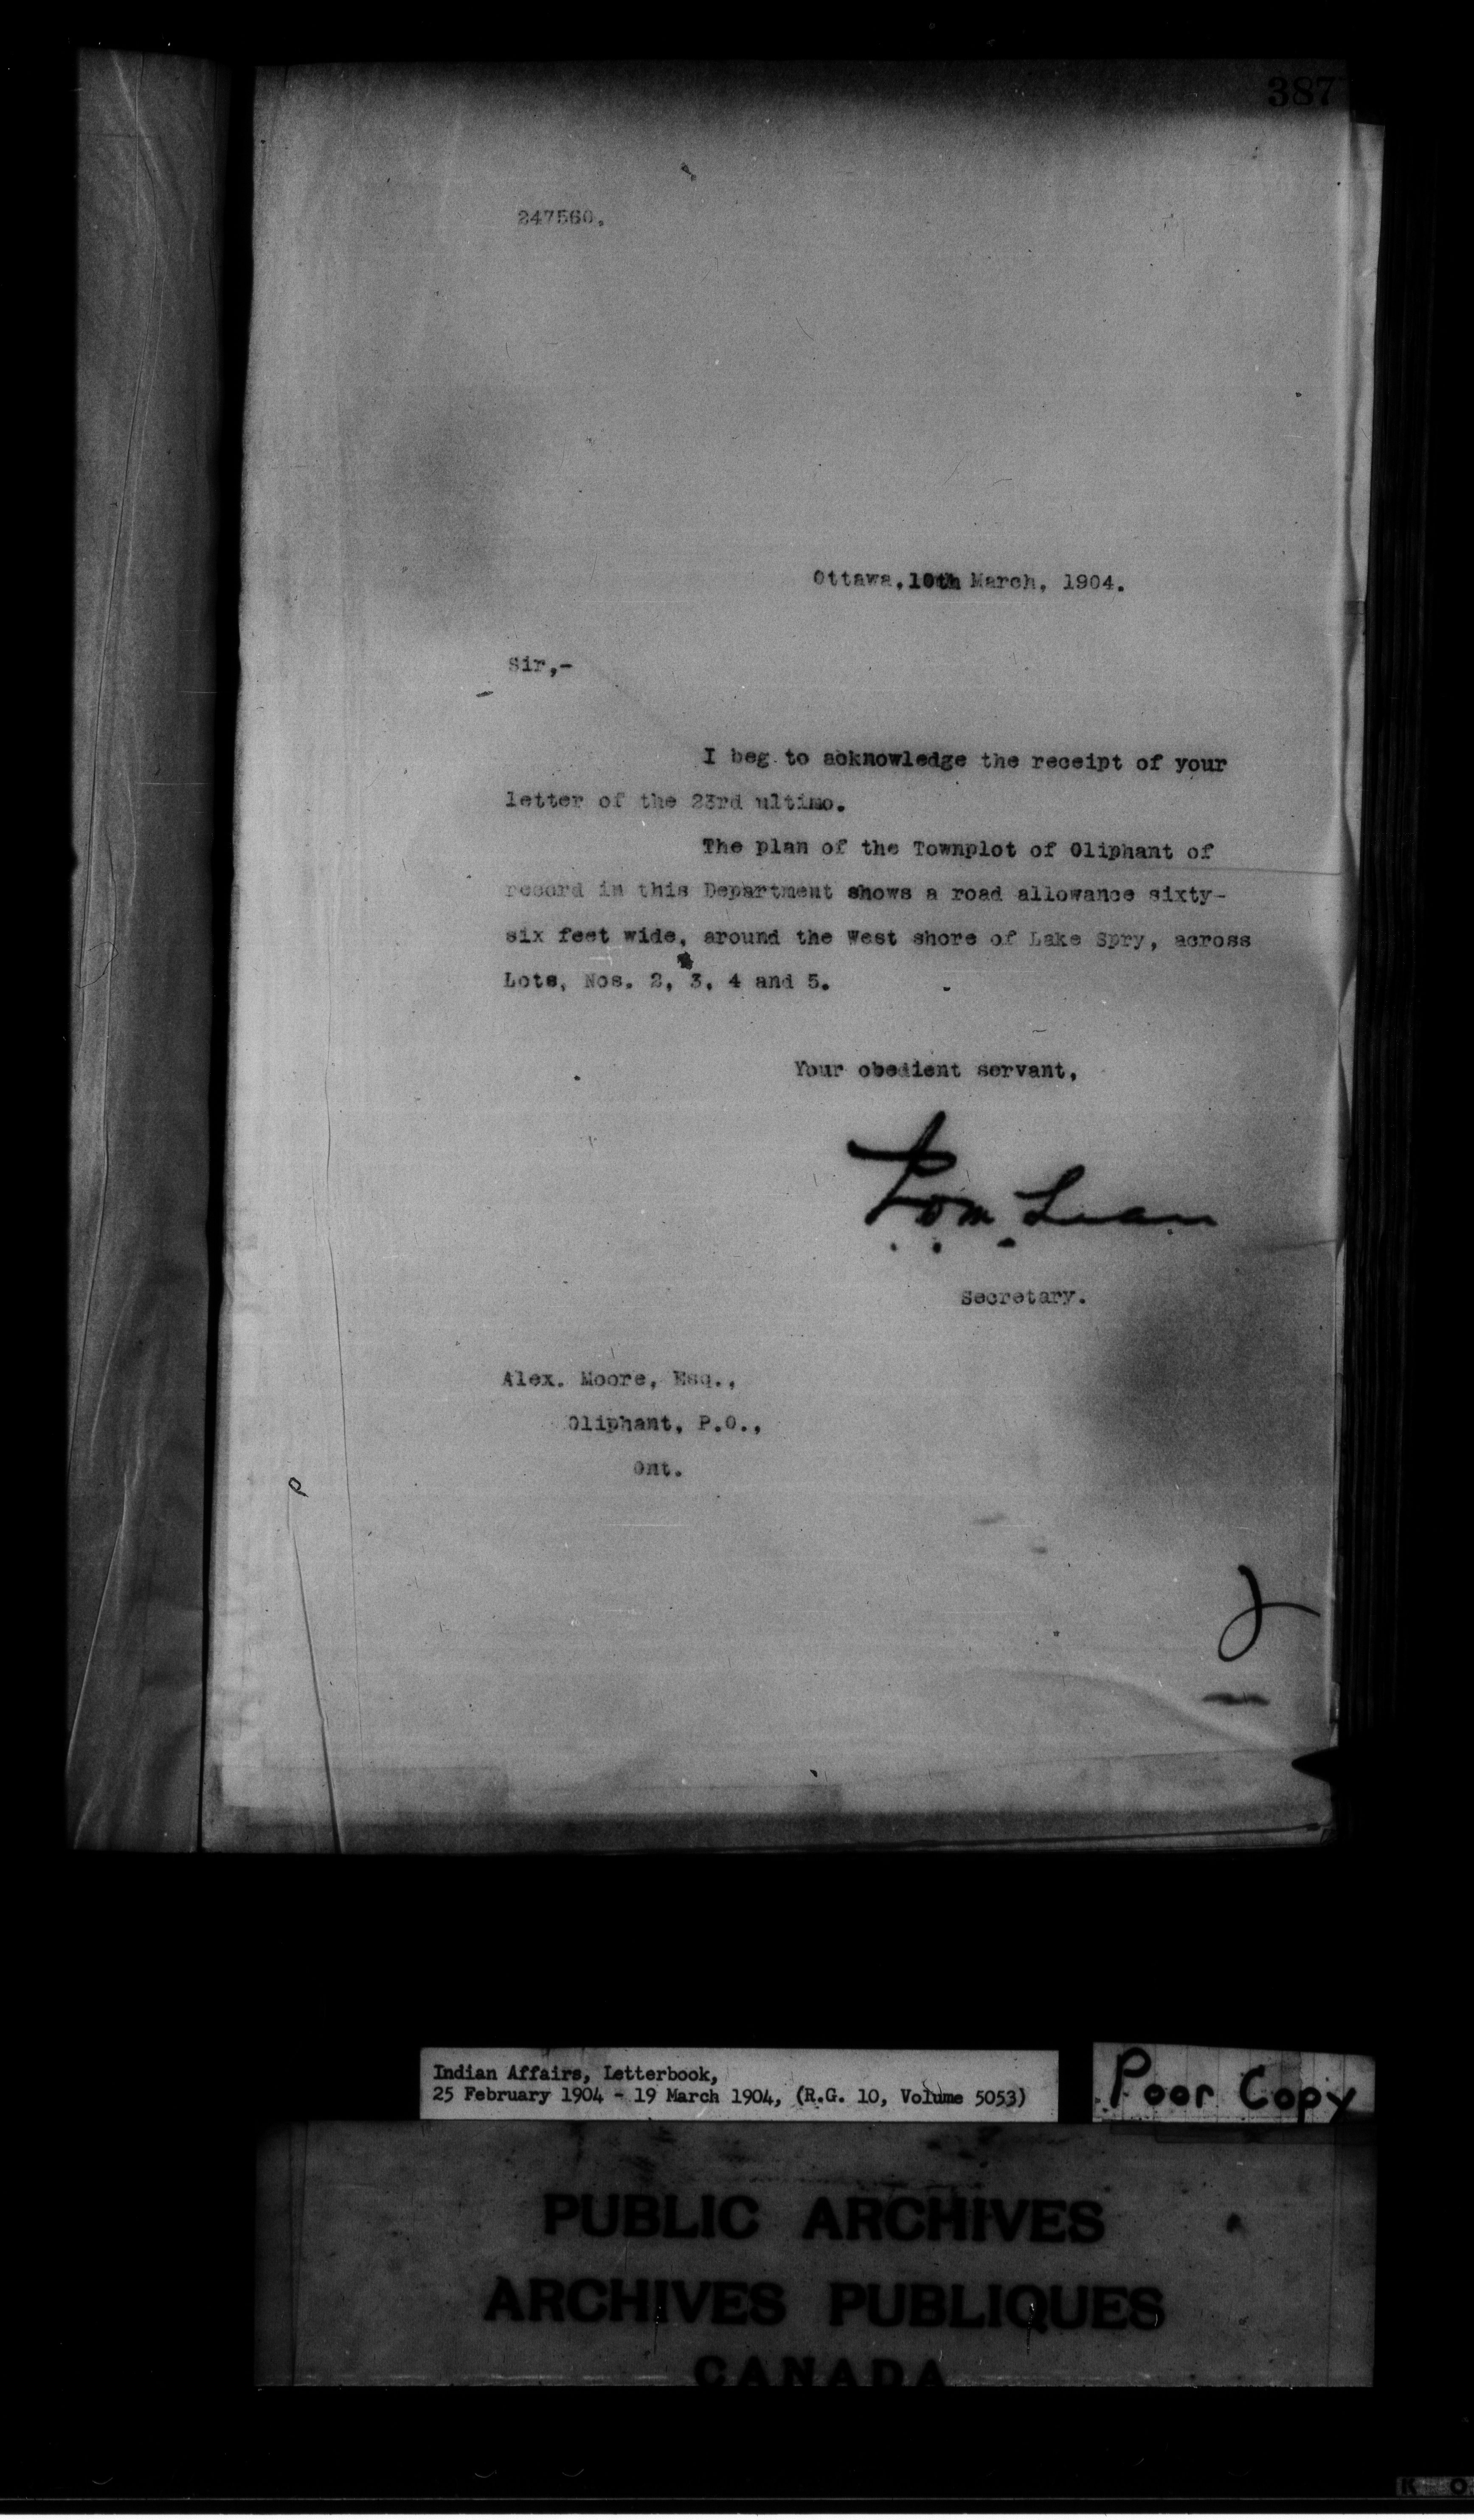 387
247560.
Ottawa, 10th March, 1904.
Sir,-
I beg to acknowledge the receipt of your
letter of the 23rd ultimo.
The plan of the Townplot of Oliphant of
record in this Department shows a road allowance sixty-
six feet wide, around the West shore of Lake Spry, across
Lots, Nos. 2, 3, 4 and 5.
Your obedient servant,
Secretary.
Alex. Moore, Esq.,
Oliphant, P.O.,
Ont.
Indian Affairs, Letterbook,
25 February 1904 - 19 March 1904, (R.G. 10, Volume 5053)
Poor Copy
PUBLIC ARCHIVES
ARCHIVES PUBLIQUES
CANADA